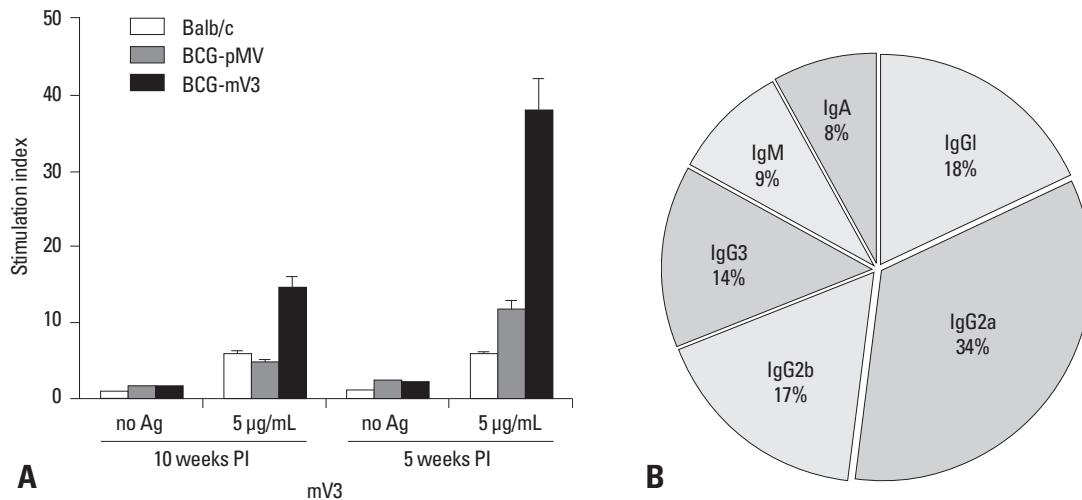 50
40
30
20
10
0
Stimulation index
Balb/c
BCG-pMV
BCG-mV3
no Ag
5 µg/mL
no Ag
5 µg/mL
10 weeks PI
5 weeks PI
mV3
A
IgA
8%
IgGl
18%
IgM
9%
IgG3
14%
IgG2a
34%
IgG2b
17%
B